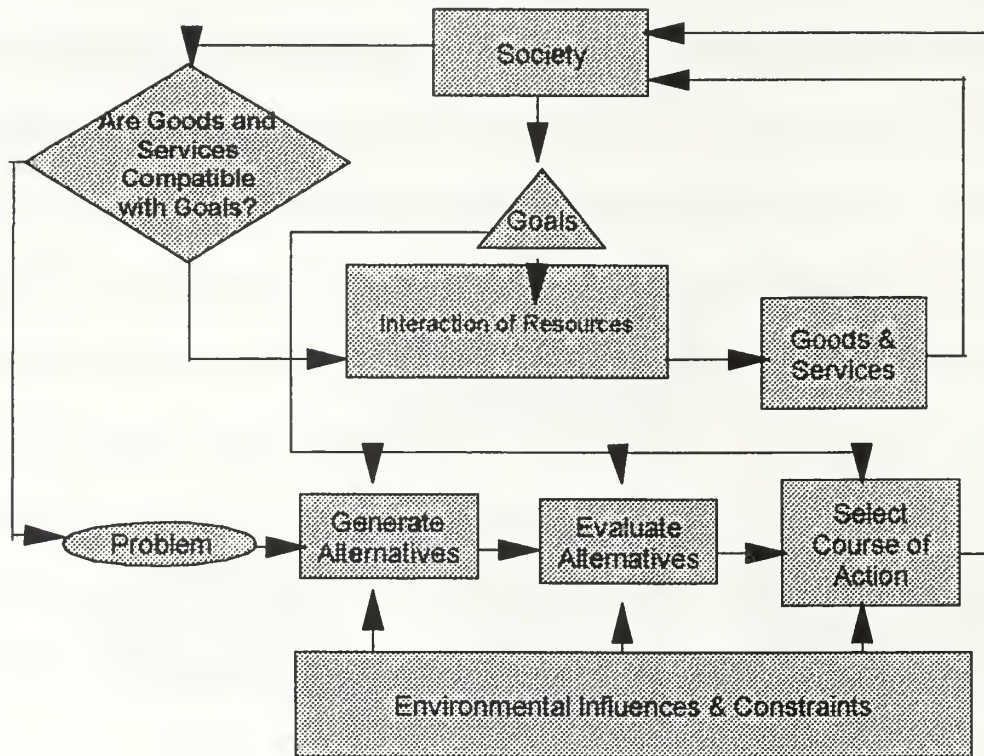 Society
Are Goods and
Services
Compatible
with Goals?
Goals
Interaction of Resources
Goods &
Services
Problem
Generate
Alternatives
Evaluate
Alternatives
Select
Course of
Action
Environmental Influences & Constraints